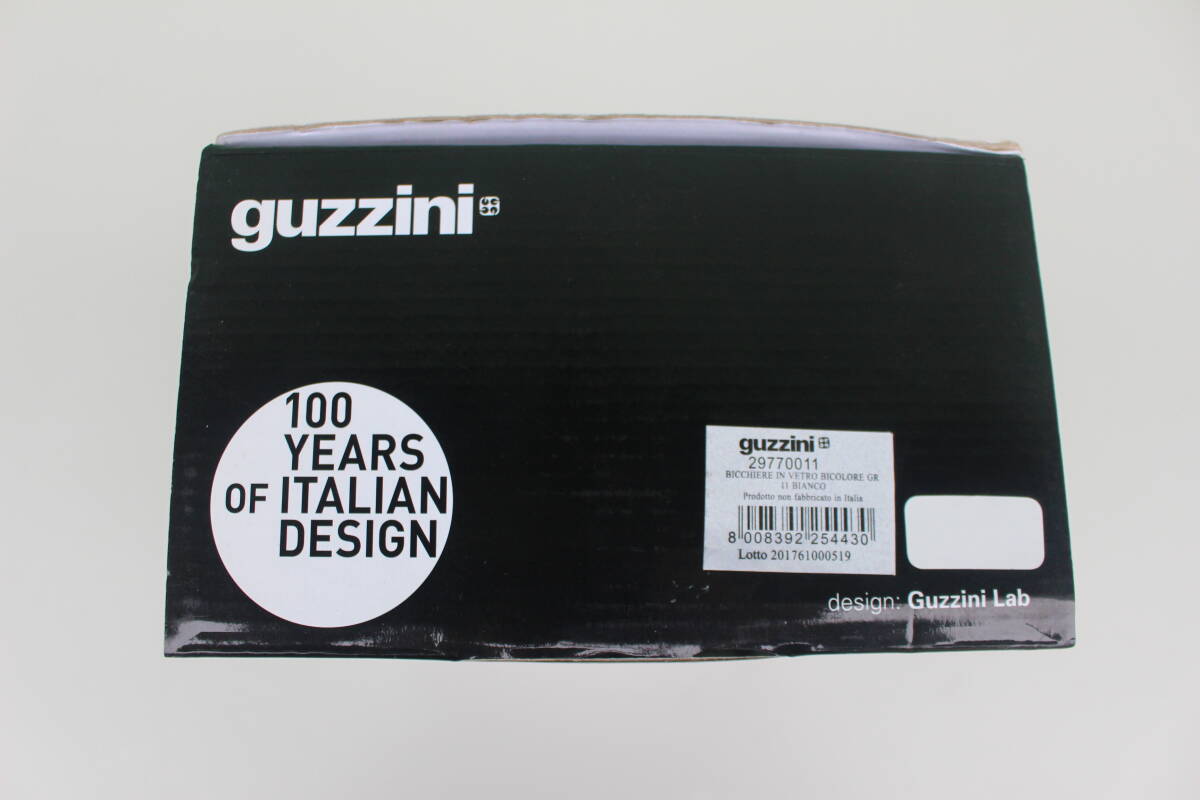 guzzini
100
YEARS
OF ITALIAN
DESIGN
guzzini
29770011
BICCHIERE IN VETRO BICOLORE GR
11 BIANCO
Prodotto non fabbricato in Italia
8 008392 254430
Lotto 201761000519
design: Guzzini Lab